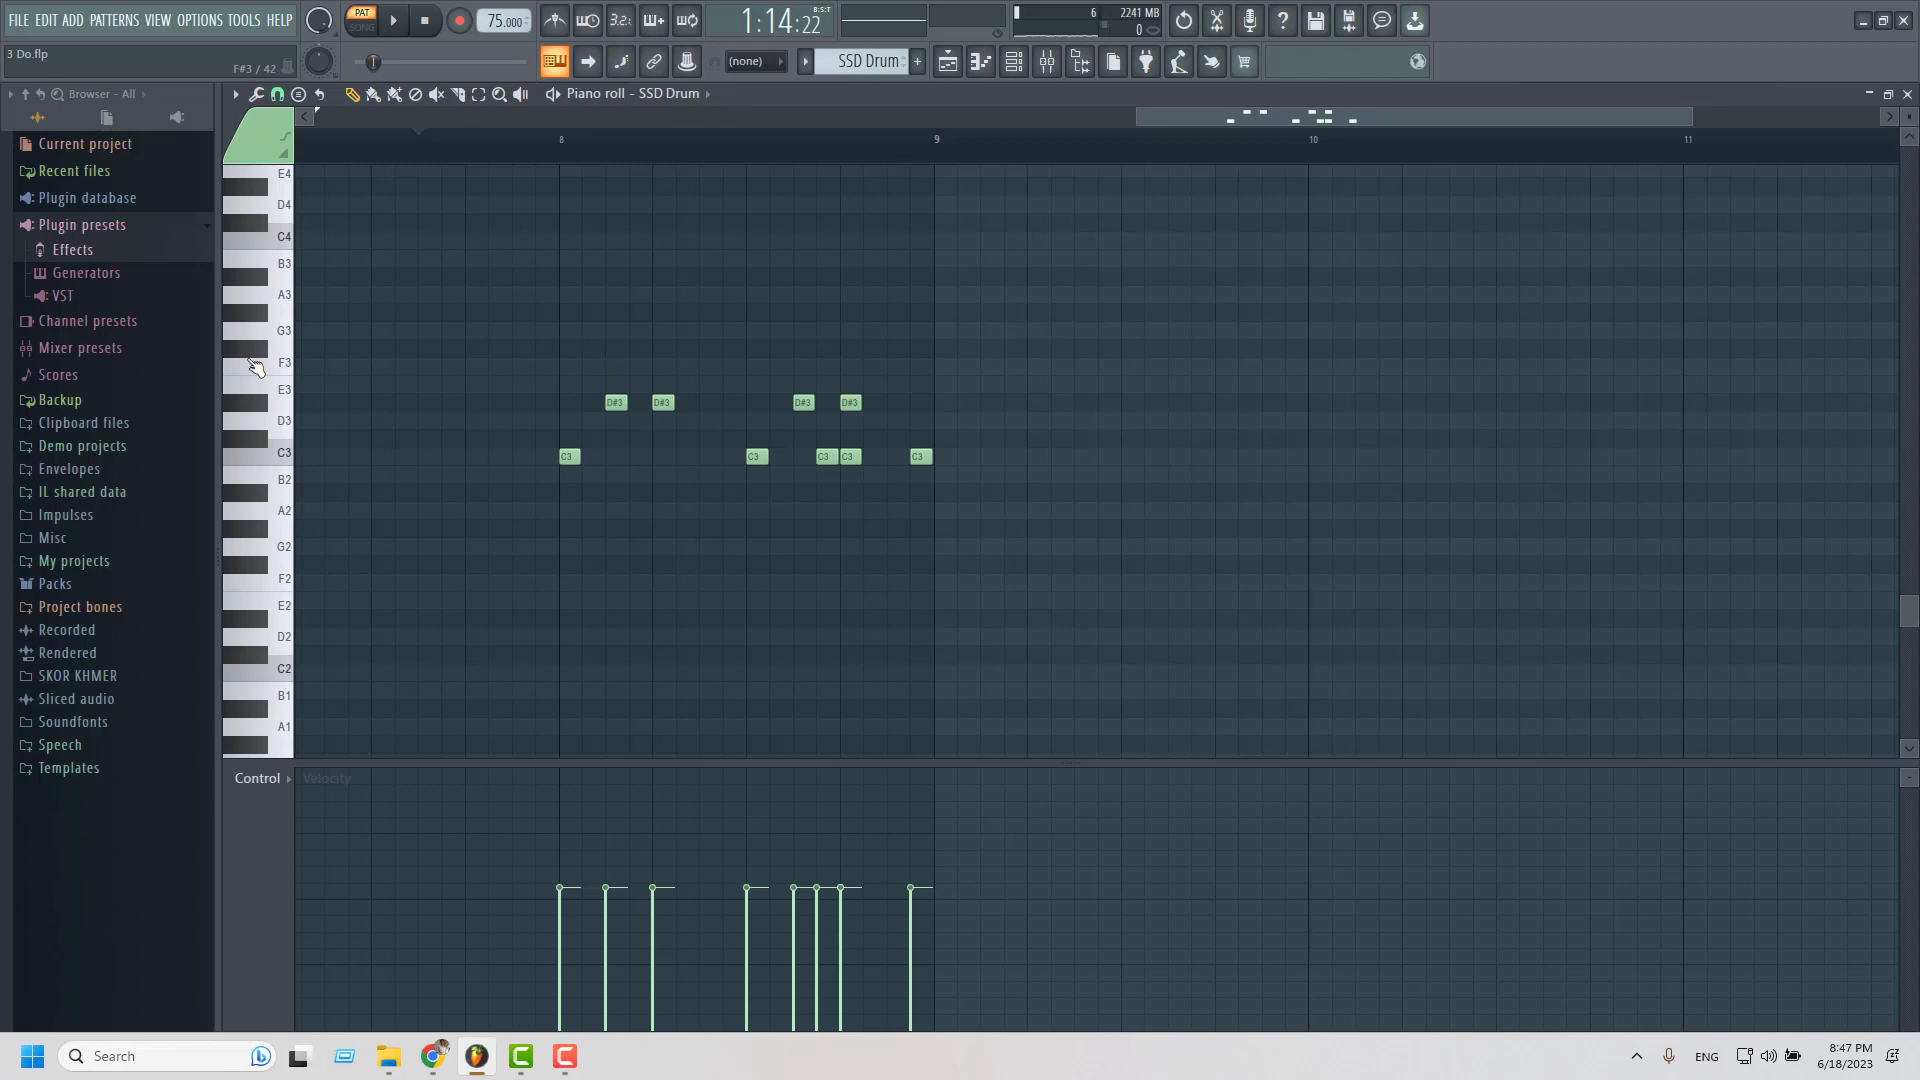 FILE EDIT ADD PATTERNS VIEW OPTIONS TOOLS HELP
PAT
SONG
75.000
3.2.
1:14:22
B:S:T
6
2241 MB
0
3 Do.flp
F#3 / 42
(none)
SSD Drum
Browser - All
Piano roll - SSD Drum
Current project
Recent files
Plugin database
Plugin presets
Effects
Generators
VST
Channel presets
Mixer presets
Scores
Backup
Clipboard files
Demo projects
Envelopes
IL shared data
Impulses
Misc
My projects
Packs
Project bones
Recorded
Rendered
SKOR KHMER
Sliced audio
Soundfonts
Speech
Templates
8
9
10
11
E4
D4
C4
B3
A3
G3
F3
E3
D3
C3
B2
A2
G2
F2
E2
D2
C2
B1
A1
D#3 D#3 D#3 D#3
C3 C3 C3 C3 C3
Control
Velocity
Search
ENG
8:47 PM
6/18/2023